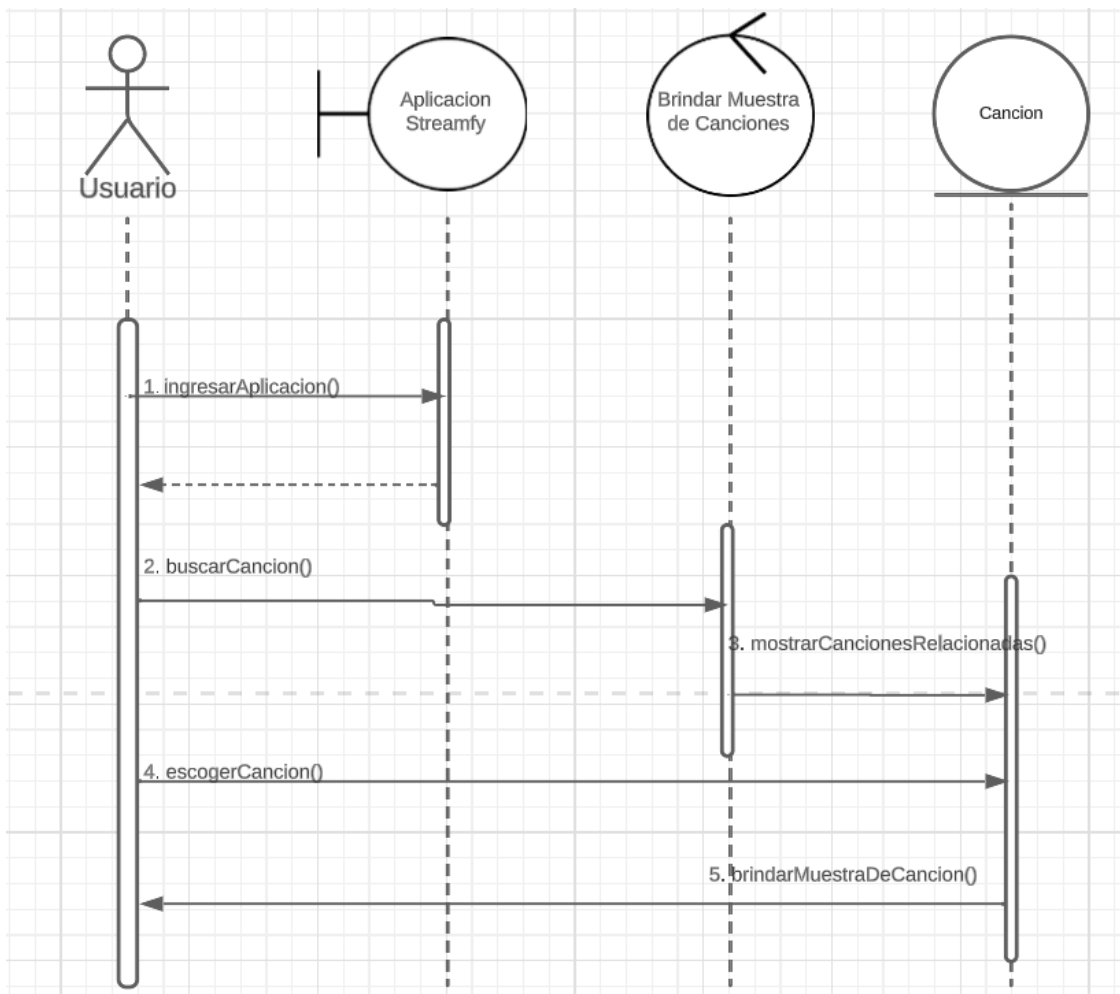 Usuario
Aplicacion
Streamfy
Brindar Muestra
de Canciones
Cancion
1. ingresarAplicacion()
2. buscarCancion()
3. mostrarCancionesRelacionadas()
4. escogerCancion()
5. brindarMuestraDeCancion()